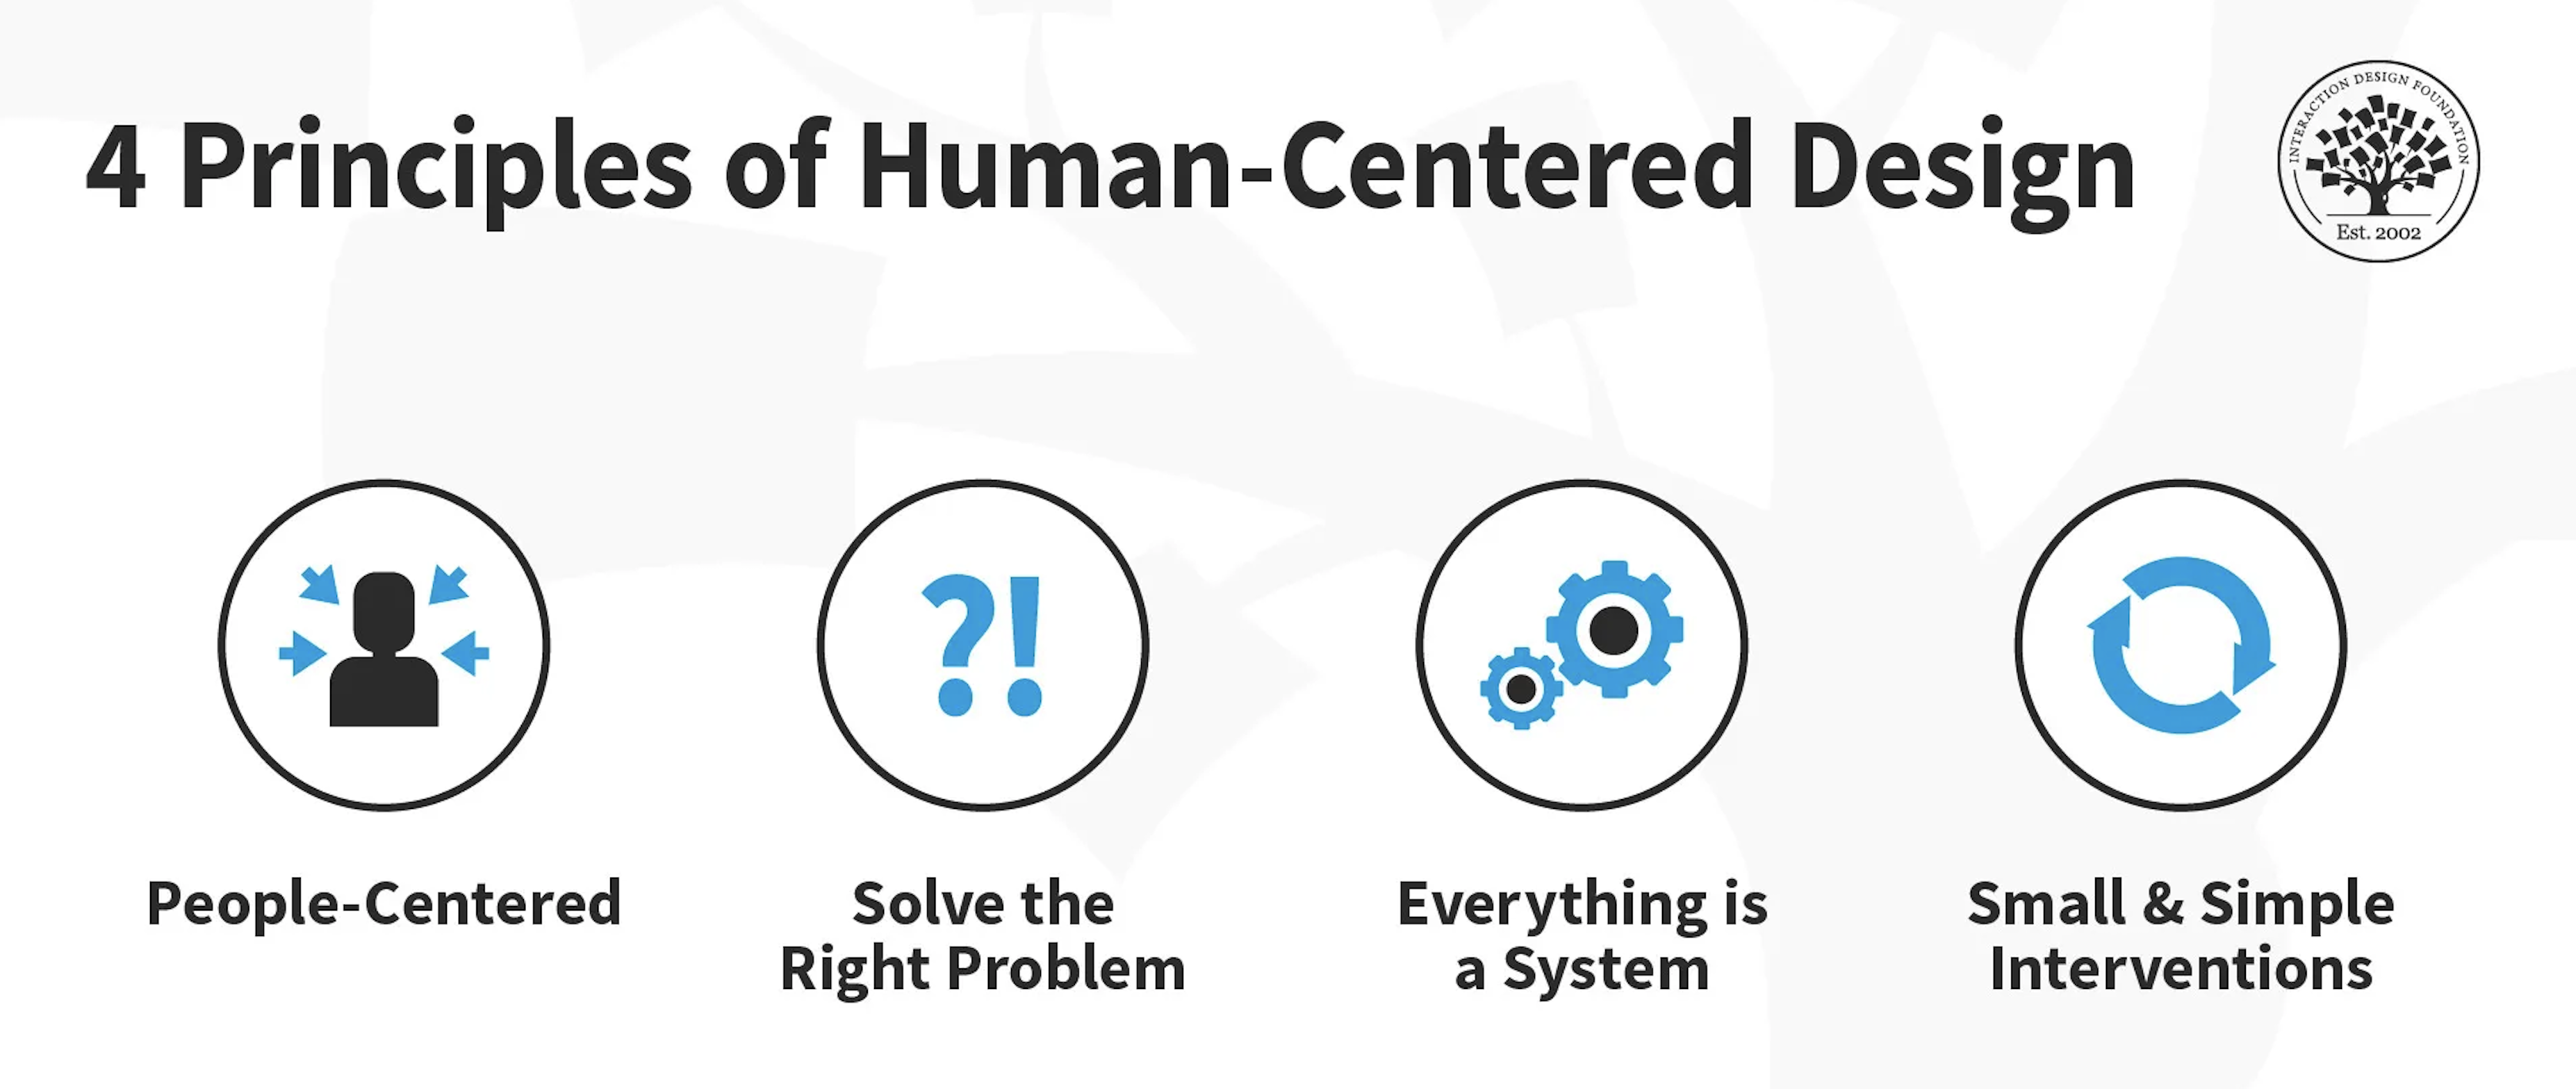 4 Principles of Human-Centered Design
INTERACTION DESIGN FOUNDATION
Est. 2002
?!
People-Centered
Solve the
Right Problem
Everything is
a System
Small & Simple
Interventions